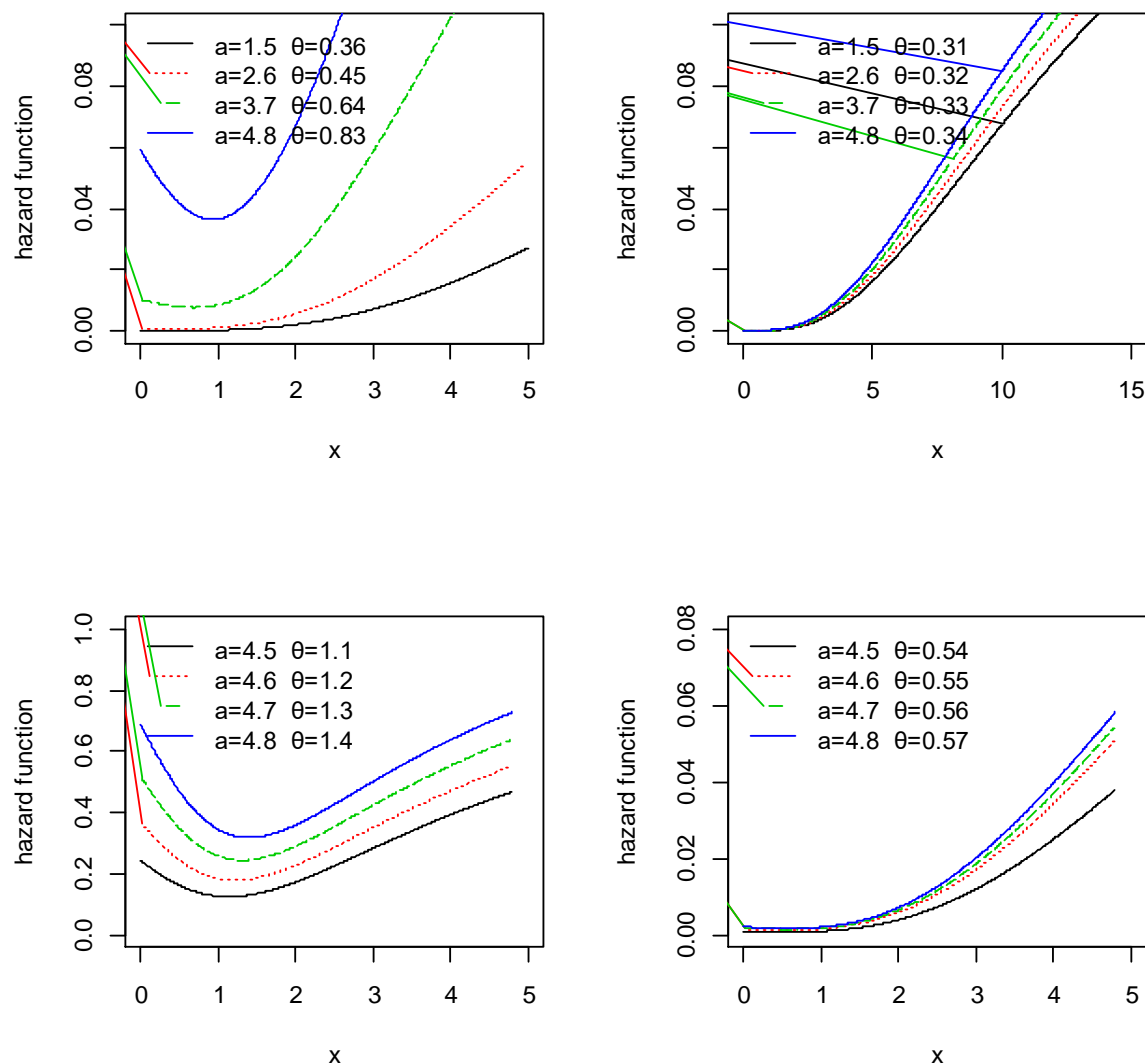 hazard function
0.00
0.04
0.08
a=1.5 θ=0.36
a=2.6 θ=0.45
a=3.7 θ=0.64
a=4.8 θ=0.83
0 1 2 3 4 5
x
hazard function
0.00
0.04
0.08
a=1.5 θ=0.31
a=2.6 θ=0.32
a=3.7 θ=0.33
a=4.8 θ=0.34
0 5 10 15
x
hazard function
0.0
0.2
0.4
0.6
0.8
1.0
a=4.5 θ=1.1
a=4.6 θ=1.2
a=4.7 θ=1.3
a=4.8 θ=1.4
0 1 2 3 4 5
x
hazard function
0.00
0.02
0.04
0.06
0.08
a=4.5 θ=0.54
a=4.6 θ=0.55
a=4.7 θ=0.56
a=4.8 θ=0.57
0 1 2 3 4 5
x